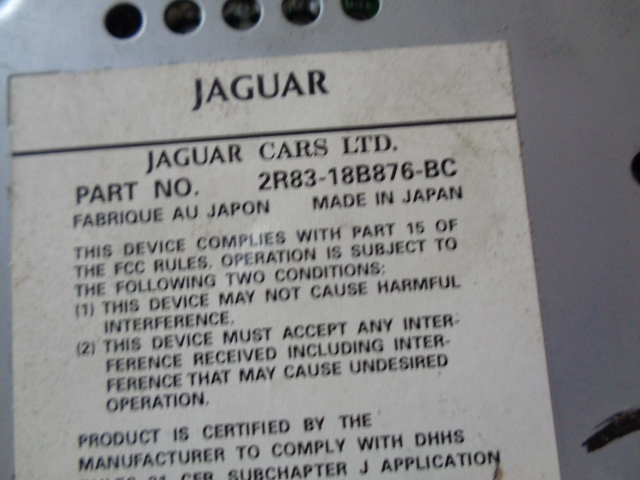 JAGUAR
JAGUAR CARS LTD.
PART NO. 2R83-18B876-BC
FABRIQUE AU JAPON MADE IN JAPAN
THIS DEVICE COMPLIES WITH PART 15 OF
THE FCC RULES. OPERATION IS SUBJECT TO
THE FOLLOWING TWO CONDITIONS:
(1) THIS DEVICE MAY NOT CAUSE HARMFUL
INTERFERENCE.
(2) THIS DEVICE MUST ACCEPT ANY INTER-
FERENCE RECEIVED INCLUDING INTER-
FERENCE THAT MAY CAUSE UNDESIRED
OPERATION.
PRODUCT IS CERTIFIED BY THE
MANUFACTURER TO COMPLY WITH DHHS
RULES 21 CFR SUBCHAPTER J APPLICATION